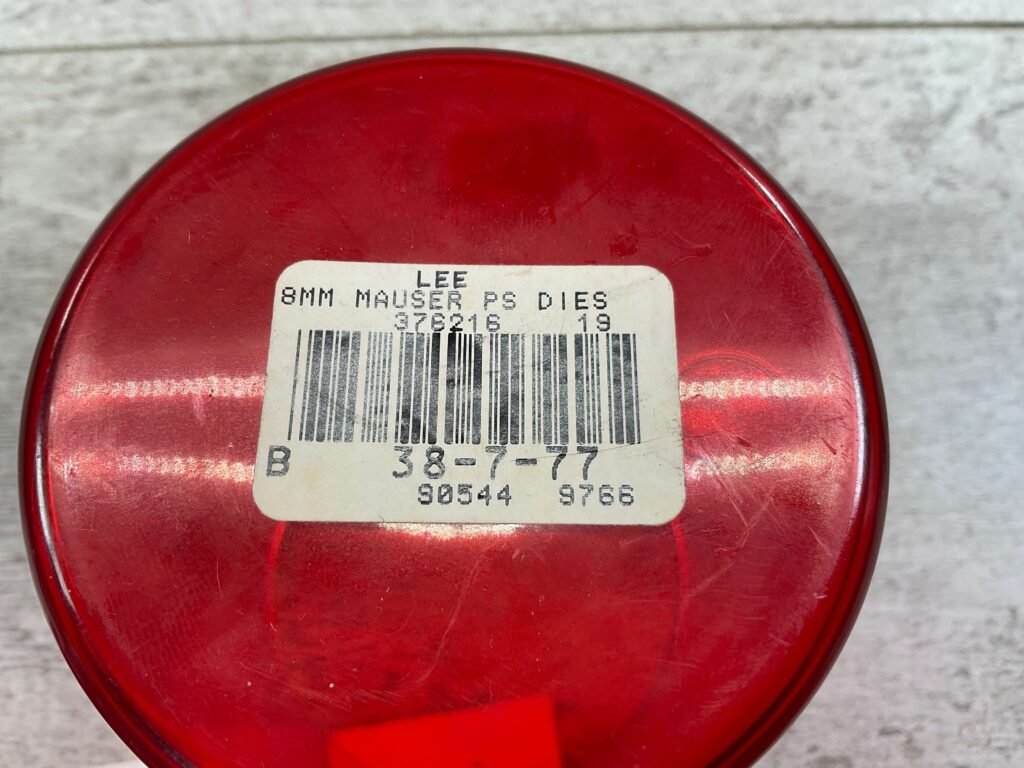 LEE
8MM MAUSER PS DIES
376216 19
B 38-7-77
90544 9766